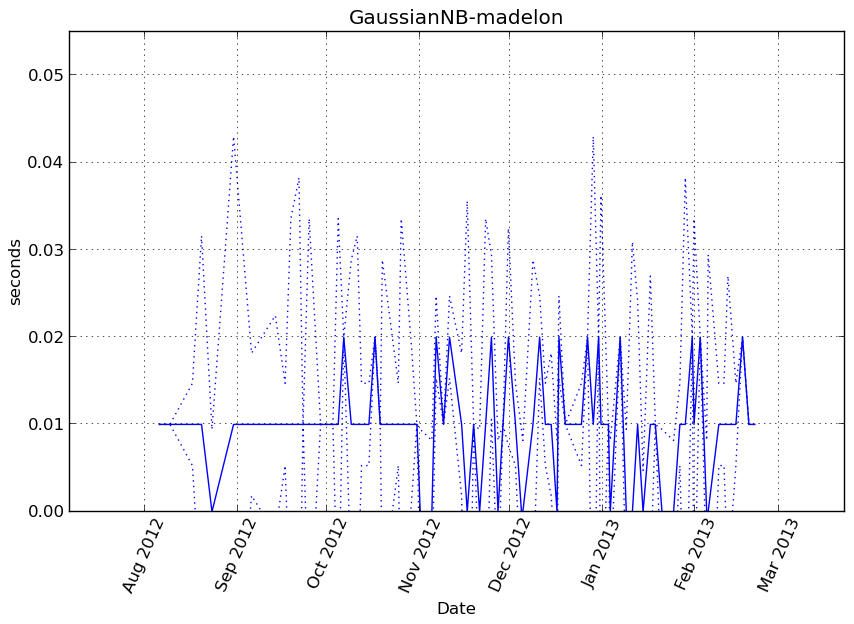 GaussianNB-madelon
0.05
0.04
0.03
0.02
0.01
0.00
seconds
Aug 2012
Sep 2012
Oct 2012
Nov 2012
Dec 2012
Jan 2013
Feb 2013
Mar 2013
Date